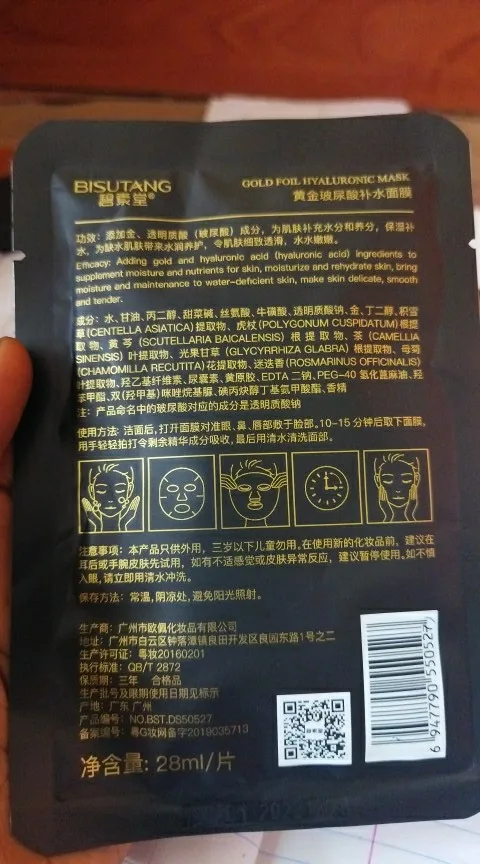 BISUTANG
碧素堂®
GOLD FOIL HYALURONIC MASK
黄金玻尿酸补水面膜
功效：添加金、透明质酸（玻尿酸）成分，为肌肤补充水分和养分，保湿补
水，为缺水肌肤带来水润养护，令肌肤细致透滑，水水嫩嫩。
Efficacy: Adding gold and hyaluronic acid (hyaluronic acid) ingredients to
supplement moisture and nutrients for skin, moisturize and rehydrate skin, bring
moisture and maintenance to water-deficient skin, make skin delicate, smooth
and tender.
成分：水、甘油、丙二醇、甜菜碱、丝氨酸、牛磺酸、透明质酸钠、金、丁二醇、积雪
草(CENTELLA ASIATICA)提取物、虎杖(POLYGONUM CUSPIDATUM)根提
取物、黄芩(SCUTELLARIA BAICALENSIS)根提取物、茶(CAMELLIA
SINENSIS)叶提取物、光果甘草(GLYCYRRHIZA GLABRA)根提取物、母菊
(CHAMOMILLA RECUTITA)花提取物、迷迭香(ROSMARINUS OFFICINALIS)
叶提取物、羟乙基纤维素、尿囊素、黄原胶、EDTA 二钠、PEG-40 氢化蓖麻油、羟
苯甲酯、双(羟甲基)咪唑烷基脲、碘丙炔醇丁基氨甲酸酯、香精
注：产品命名中的玻尿酸对应的成分是透明质酸钠
使用方法：洁面后，打开面膜对准眼、鼻、唇部敷于脸部。10-15 分钟后取下面膜，
用手轻轻拍打令剩余精华成分吸收，最后用清水清洗面部。
注意事项：本产品只供外用，三岁以下儿童勿用。在使用新的化妆品前，建议在
耳后或手腕皮肤先试用，如有不适感觉或皮肤异常反应，建议暂停使用。如不慎
入眼，请立即用清水冲洗。
保存方法：常温，阴凉处，避免阳光照射。
生产商：广州市欧佩化妆品有限公司
地址：广州市白云区钟落潭镇良田开发区良园东路1号之二
生产许可证：粤妆20160201
执行标准：QB/T 2872
保质期：三年 合格品
生产批号及限期使用日期见标示
产地：广东 广州
产品编号：NO.BST.DS50527
备案编号：粤G妆网备字2019035713
净含量：28ml/片
6 947790 550527